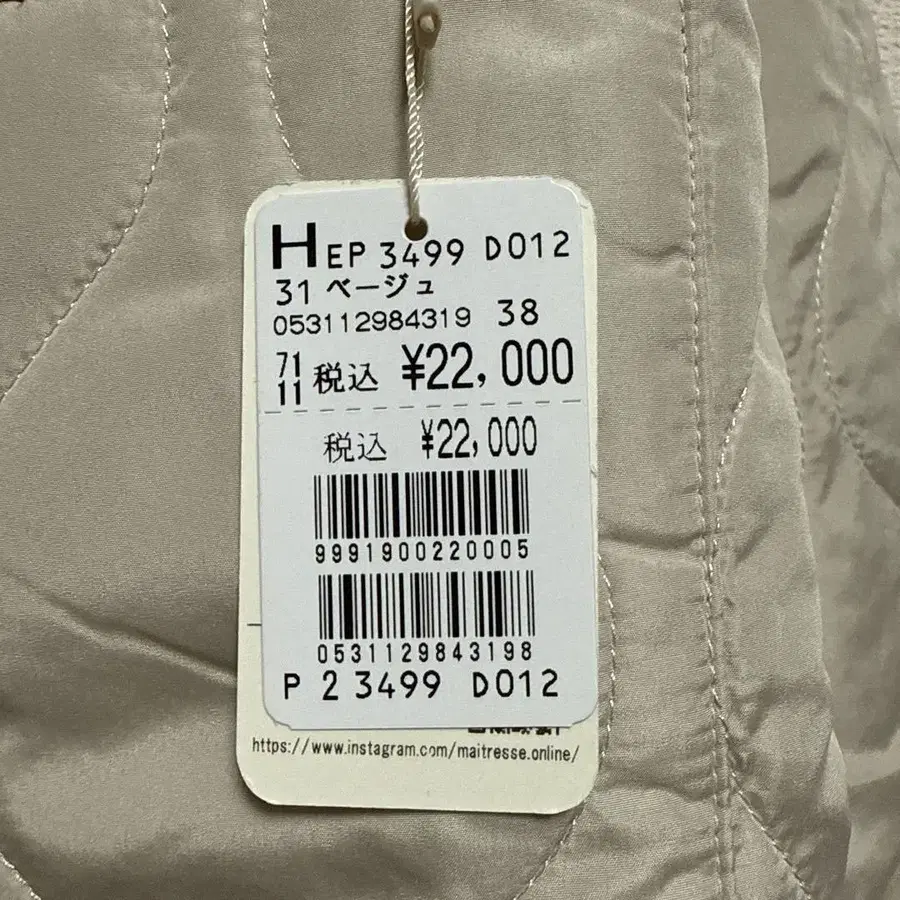 HEP 3499 D012
31 ベージュ
053112984319 38
71
11 税込 ¥22,000
税込 ¥22,000
9991900220005
0531129843198
P 2 3499 D012
https://www.instagram.com/maitresse.online/